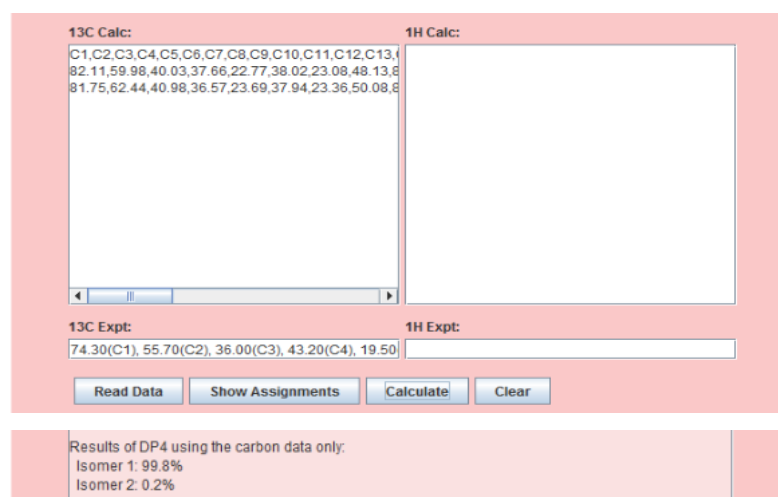 13C Calc:
1H Calc:
C1,C2,C3,C4,C5,C6,C7,C8,C9,C10,C11,C12,C13,
82.11,59.98,40.03,37.66,22.77,38.02,23.08,48.13,8
81.75,62.44,40.98,36.57,23.69,37.94,23.36,50.08,8
13C Expt:
1H Expt:
74.30(C1), 55.70(C2), 36.00(C3), 43.20(C4), 19.50
Read Data
Show Assignments
Calculate
Clear
Results of DP4 using the carbon data only:
Isomer 1: 99.8%
Isomer 2: 0.2%